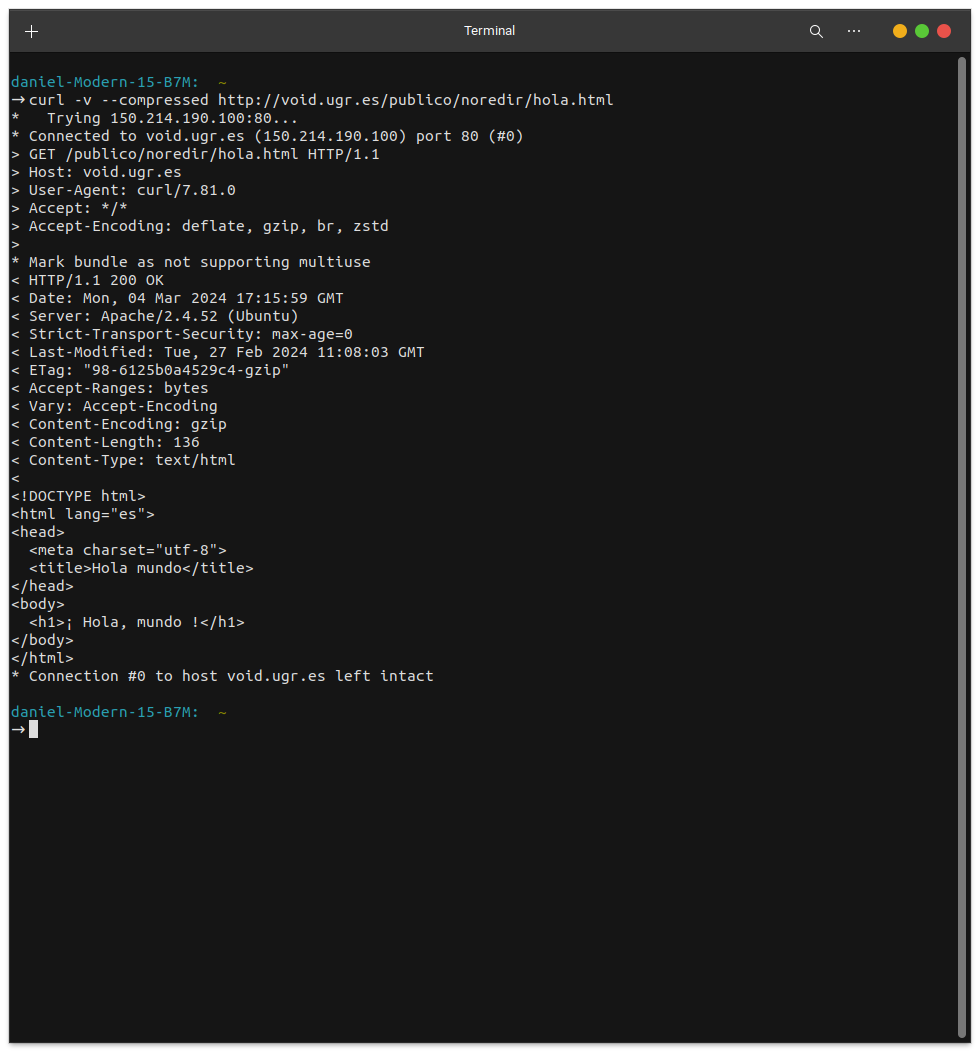 Terminal
daniel-Modern-15-B7M:  ~
→curl -v --compressed http://void.ugr.es/publico/noredir/hola.html
*   Trying 150.214.190.100:80...
* Connected to void.ugr.es (150.214.190.100) port 80 (#0)
> GET /publico/noredir/hola.html HTTP/1.1
> Host: void.ugr.es
> User-Agent: curl/7.81.0
> Accept: */*
> Accept-Encoding: deflate, gzip, br, zstd
>
* Mark bundle as not supporting multiuse
< HTTP/1.1 200 OK
< Date: Mon, 04 Mar 2024 17:15:59 GMT
< Server: Apache/2.4.52 (Ubuntu)
< Strict-Transport-Security: max-age=0
< Last-Modified: Tue, 27 Feb 2024 11:08:03 GMT
< ETag: "98-6125b0a4529c4-gzip"
< Accept-Ranges: bytes
< Vary: Accept-Encoding
< Content-Encoding: gzip
< Content-Length: 136
< Content-Type: text/html
<
<!DOCTYPE html>
<html lang="es">
<head>
  <meta charset="utf-8">
  <title>Hola mundo</title>
</head>
<body>
  <h1>¡ Hola, mundo !</h1>
</body>
</html>
* Connection #0 to host void.ugr.es left intact
daniel-Modern-15-B7M:  ~
→